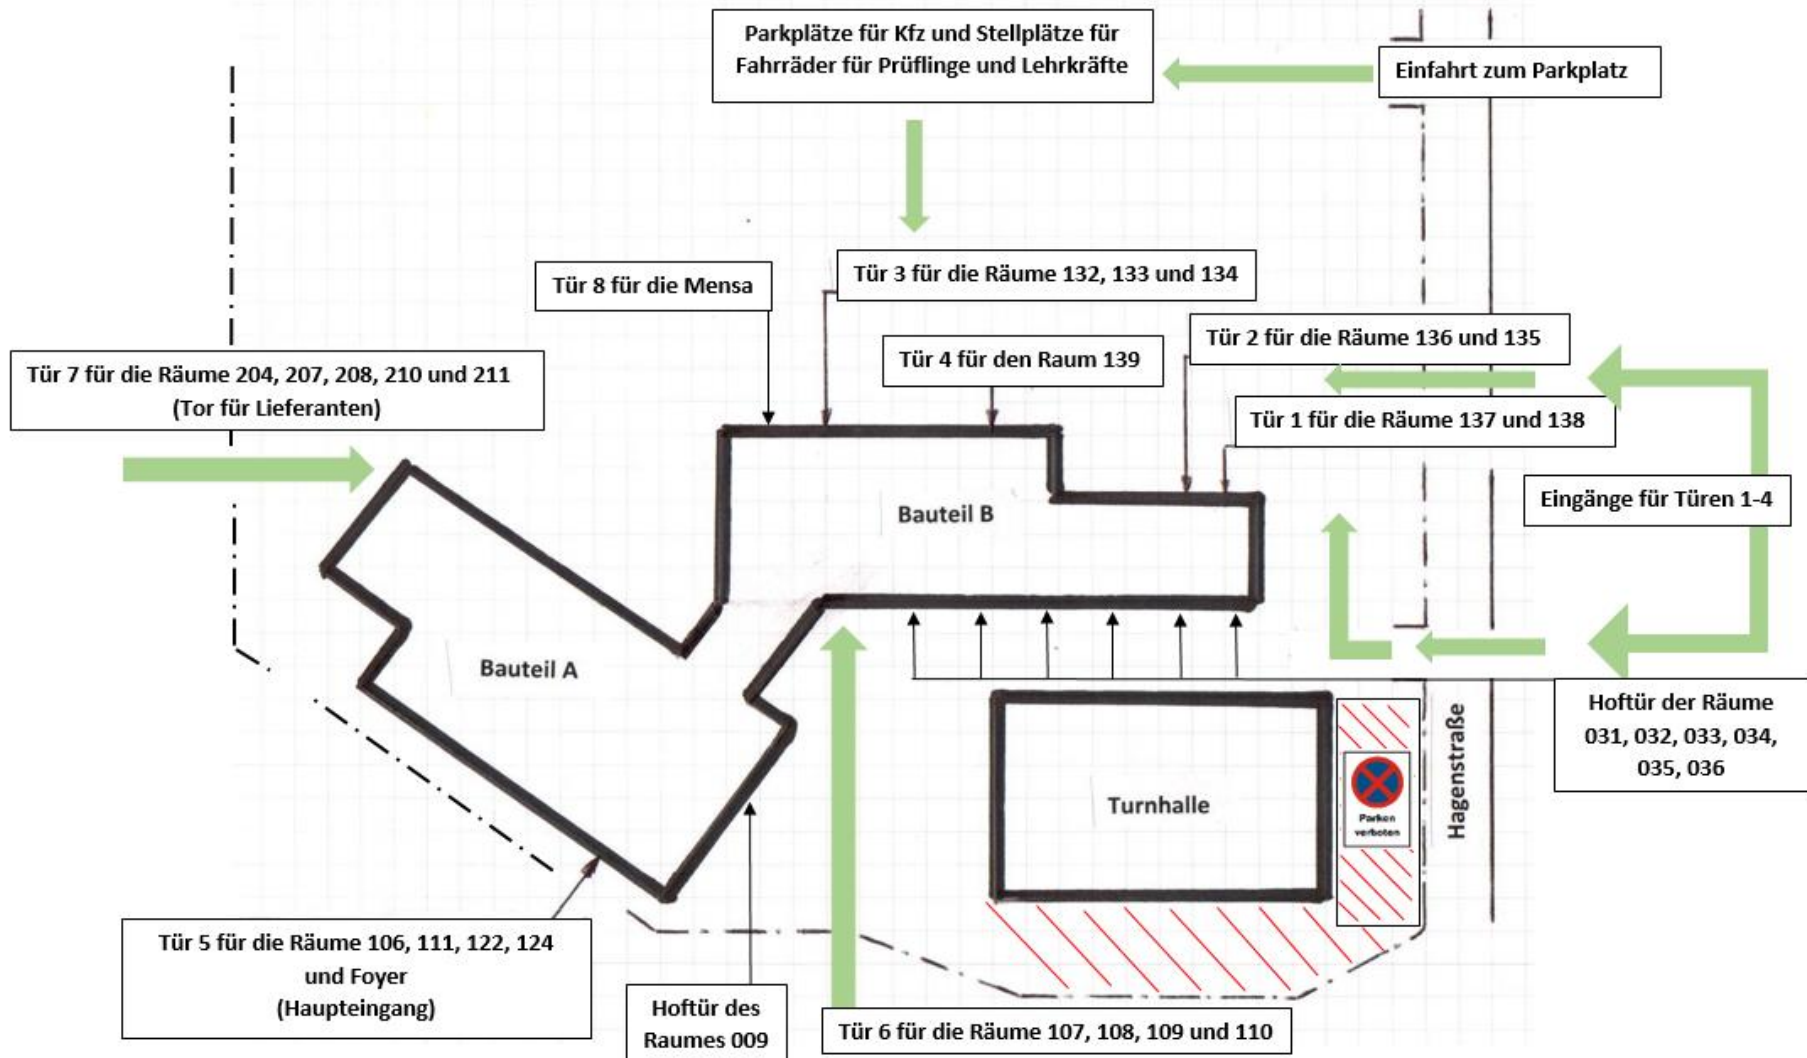 Parkplätze für Kfz und Stellplätze für
Fahrräder für Prüflinge und Lehrkräfte
Einfahrt zum Parkplatz
Tür 3 für die Räume 132, 133 und 134
Tür 8 für die Mensa
Tür 2 für die Räume 136 und 135
Tür 4 für den Raum 139
Tür 7 für die Räume 204, 207, 208, 210 und 211
(Tor für Lieferanten)
Tür 1 für die Räume 137 und 138
Eingänge für Türen 1-4
Bauteil B
Bauteil A
Hoftür der Räume
031, 032, 033, 034,
035, 036
Hagenstraße
Turnhalle
Parken
verboten
Tür 5 für die Räume 106, 111, 122, 124
und Foyer
(Haupteingang)
Hoftür des
Raumes 009
Tür 6 für die Räume 107, 108, 109 und 110